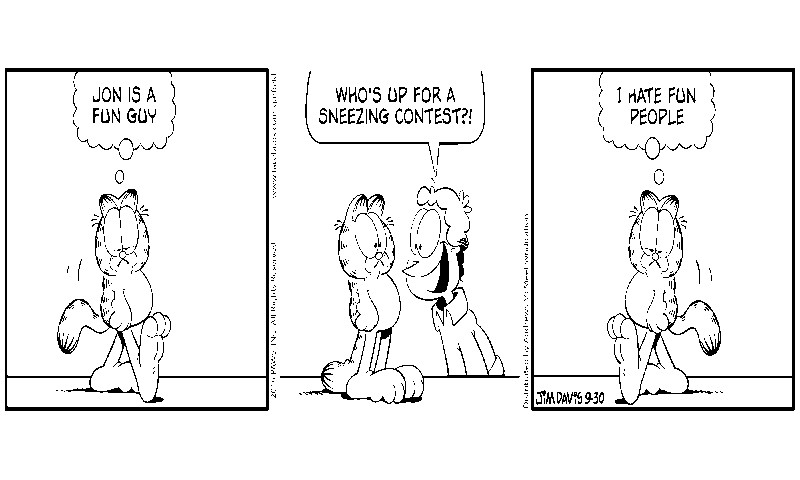 JON IS A
FUN GUY
WHO'S UP FOR A
SNEEZING CONTEST?!
I HATE FUN
PEOPLE
JIM DAVIS 9-30